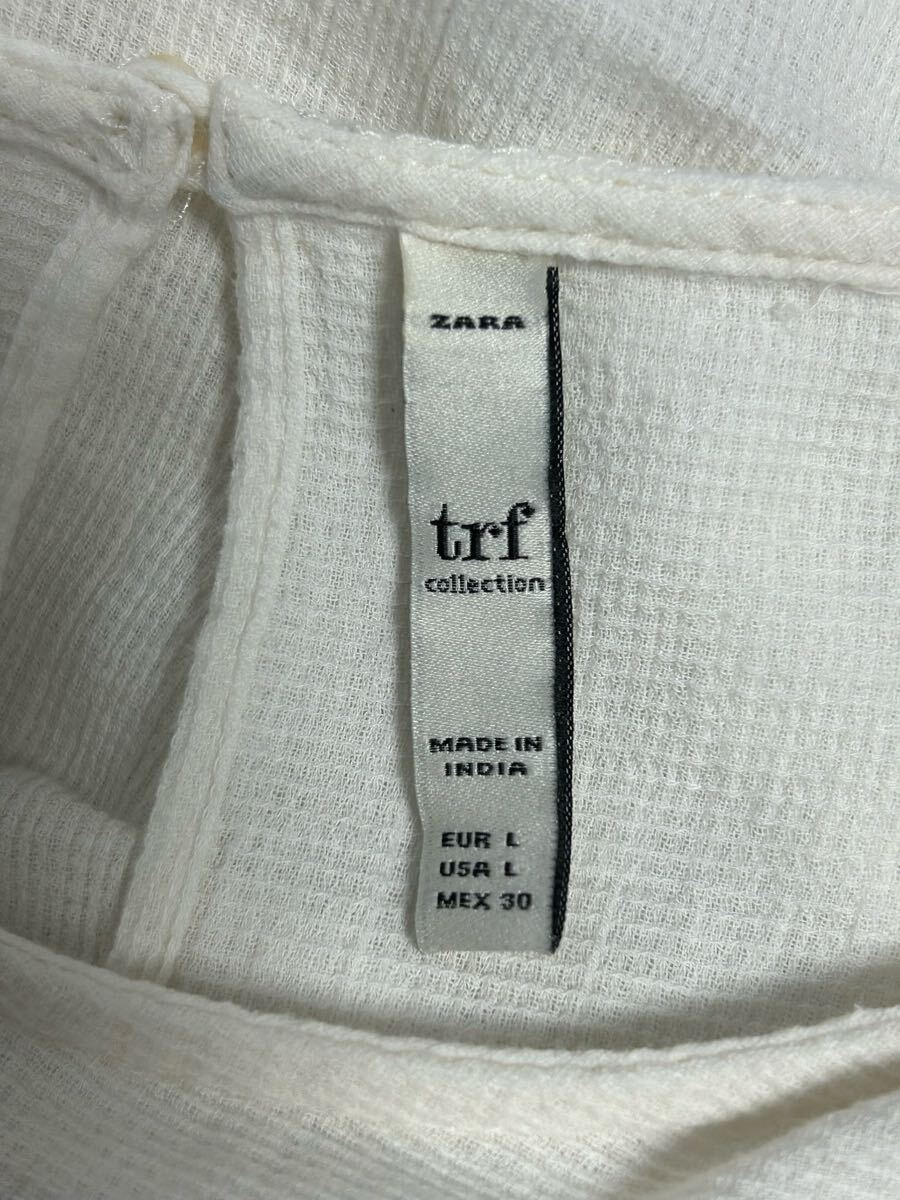 ZARA
trf
collection
MADE IN
INDIA
EUR L
USA L
MEX 30